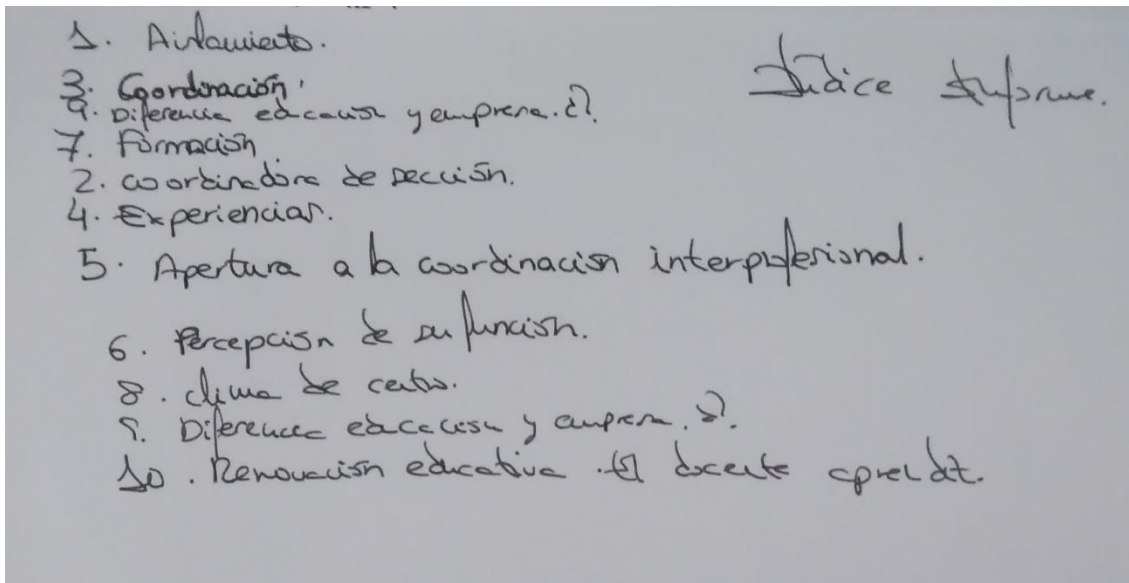 1. Aislamiento.
Índice Informe.
3. Coordinación.
9. Diferencia educación y empresa. ¿?
7. Formación
2. coordinadora de sección.
4. Experiencias.
5. Apertura a la coordinación interprofesional.
6. Percepción de su función.
8. clima de centro.
9. Diferencia educación y empresa. ¿?
10. Renovación educativa. El docente